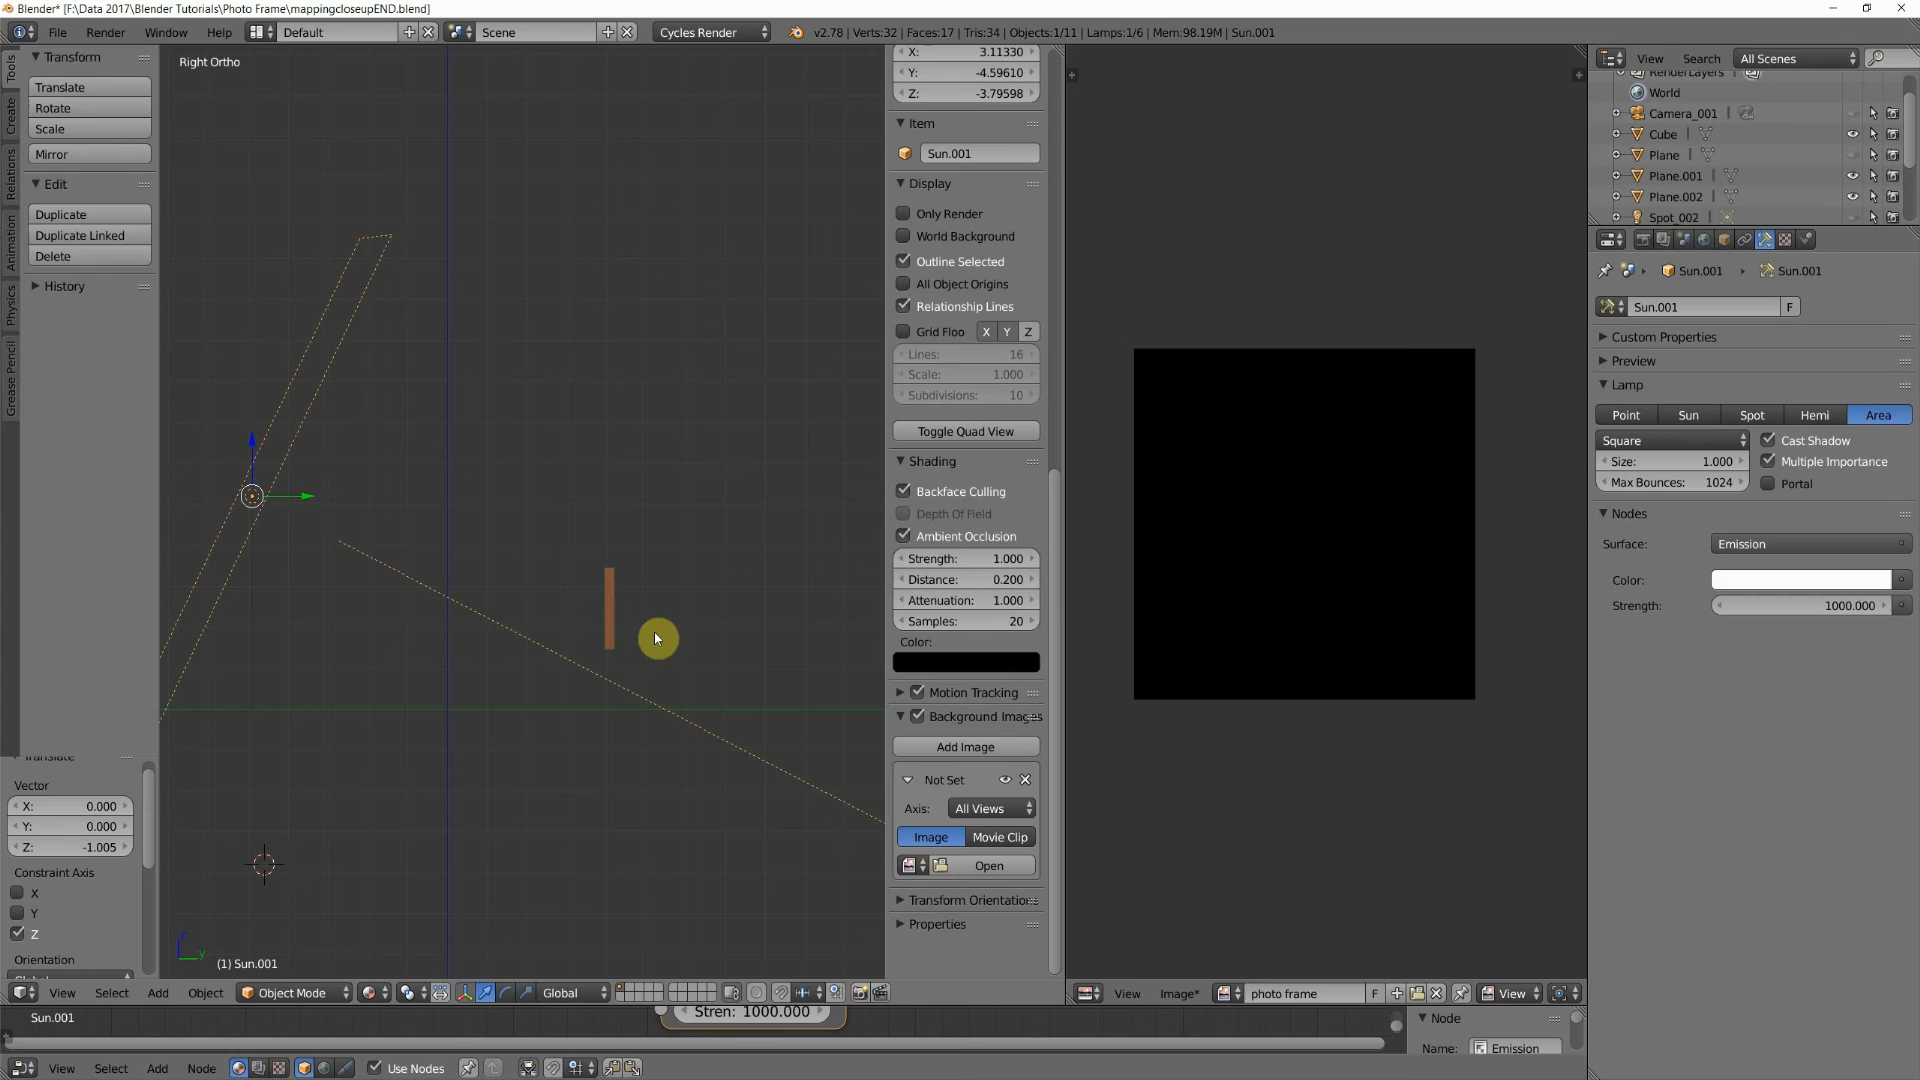 Blender* [F:\Data 2017\Blender Tutorials\Photo Frame\mappingcloseupEND.blend]
File Render Window Help Default Scene Cycles Render v2.78 | Verts:32 | Faces:17 | Tris:34 | Objects:1/11 | Lamps:1/6 | Mem:98.19M | Sun.001
Tools
Create
Relations
Animation
Physics
Grease Pencil
Transform
Translate
Rotate
Scale
Mirror
Edit
Duplicate
Duplicate Linked
Delete
History
Translate
Vector
X: 0.000
Y: 0.000
Z: -1.005
Constraint Axis
X
Y
Z
Orientation
Right Ortho
z
y
(1) Sun.001
X: 3.11330
Y: -4.59610
Z: -3.79598
Item
Sun.001
Display
Only Render
World Background
Outline Selected
All Object Origins
Relationship Lines
Grid Floo X Y Z
Lines: 16
Scale: 1.000
Subdivisions: 10
Toggle Quad View
Shading
Backface Culling
Depth Of Field
Ambient Occlusion
Strength: 1.000
Distance: 0.200
Attenuation: 1.000
Samples: 20
Color:
Motion Tracking
Background Images
Add Image
Not Set
Axis: All Views
Image Movie Clip
Open
Transform Orientations
Properties
View Search All Scenes
RenderLayers
World
Camera_001
Cube
Plane
Plane.001
Plane.002
Spot_002
Sun.001 Sun.001
Sun.001 F
Custom Properties
Preview
Lamp
Point Sun Spot Hemi Area
Square Cast Shadow
Size: 1.000 Multiple Importance
Max Bounces: 1024 Portal
Nodes
Surface: Emission
Color:
Strength: 1000.000
View Select Add Object Object Mode Global
View Image* photo frame F View
Sun.001
Stren: 1000.000
Node
Name: Emission
View Select Add Node Use Nodes